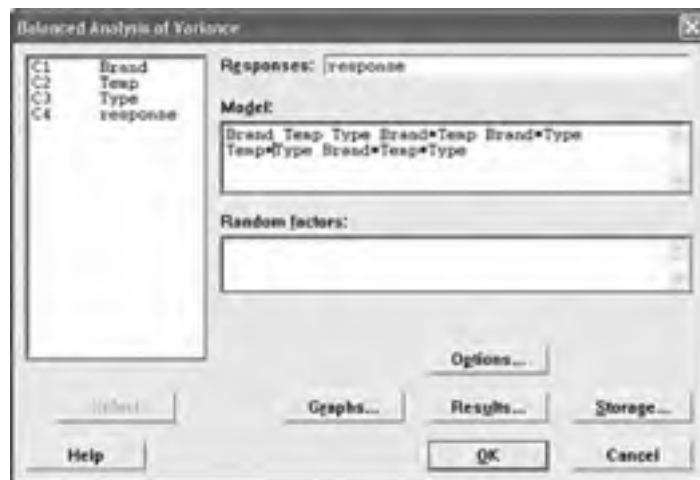 Balanced Analysis of Variance
C1 Brand
C2 Temp
C3 Type
C4 response
Responses: response
Model:
Brand Temp Type Brand*Temp Brand*Type
Temp*Type Brand*Temp*Type
Random factors:
Options...
Select
Graphs...
Results...
Storage...
Help
OK
Cancel